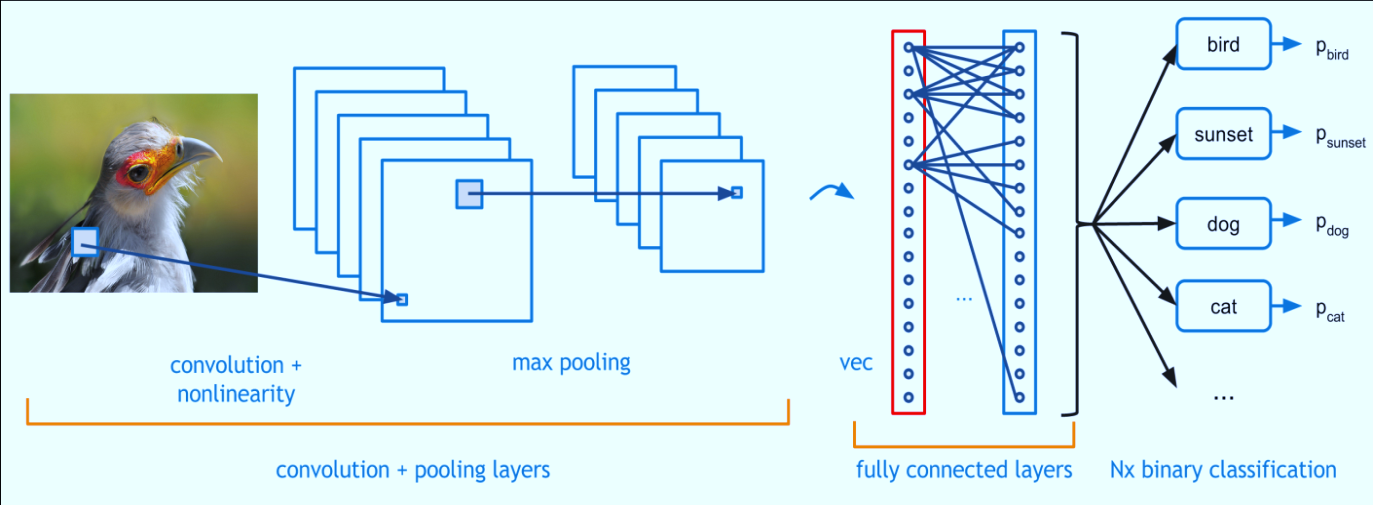 bird
p_bird
sunset
p_sunset
dog
p_dog
cat
p_cat
...
...
convolution +
nonlinearity
max pooling
vec
convolution + pooling layers
fully connected layers
Nx binary classification